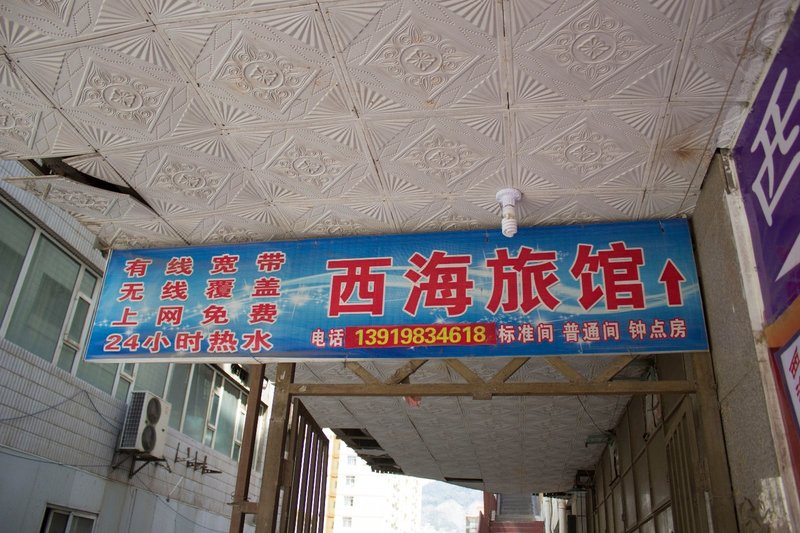 有线宽带
无线覆盖
上网免费
24小时热水
西海旅馆
电话 13919834618 标准间 普通间 钟点房
西